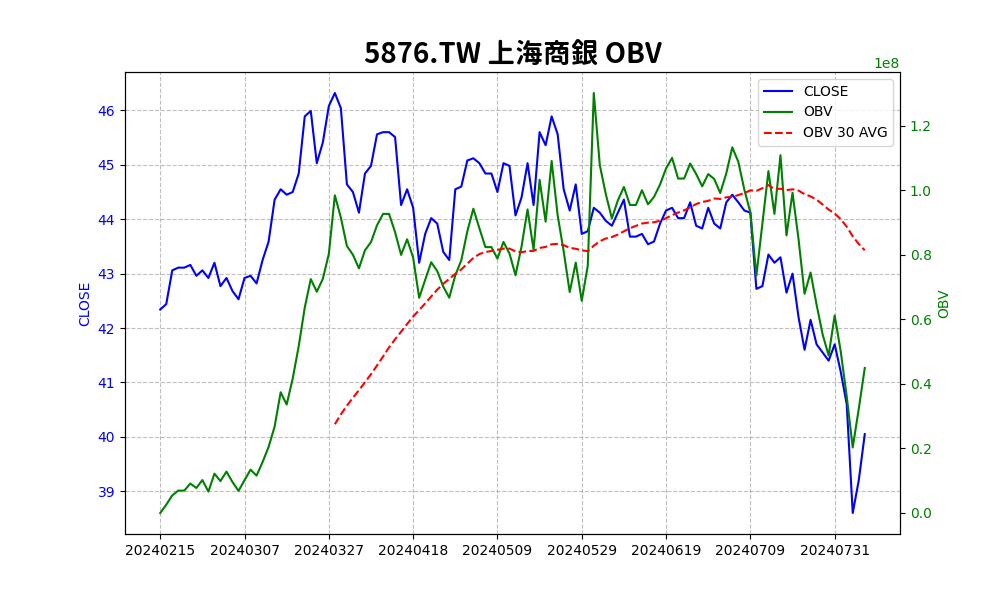 5876.TW 上海商銀 OBV
1e8
CLOSE
OBV
OBV 30 AVG
46
45
44
43
42
41
40
39
CLOSE
1.2
1.0
0.8
0.6
0.4
0.2
0.0
OBV
20240215 20240307 20240327 20240418 20240509 20240529 20240619 20240709 20240731